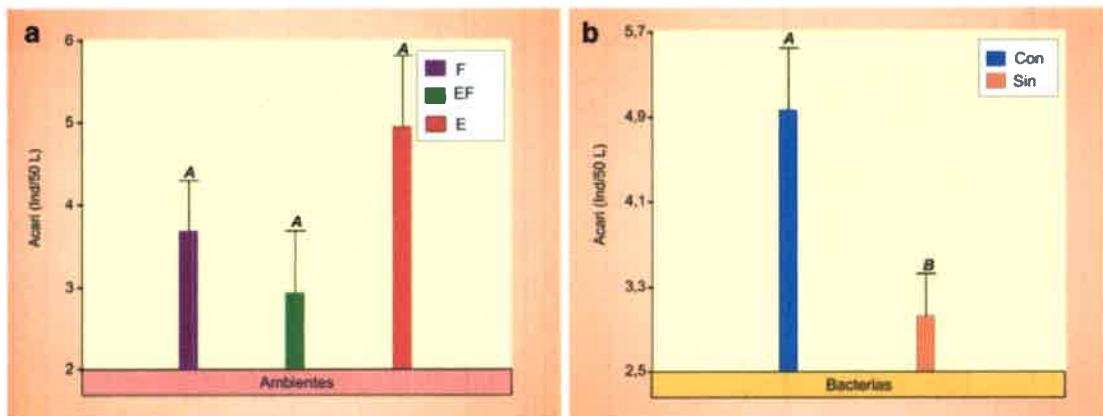 a
6
5
4
3
2
Acari (Ind/50 L)
A
A
A
F
EF
E
Ambientes
b
5,7
4,9
4,1
3,3
2,5
Acari (Ind/50 L)
A
B
Con
Sin
Bacterias